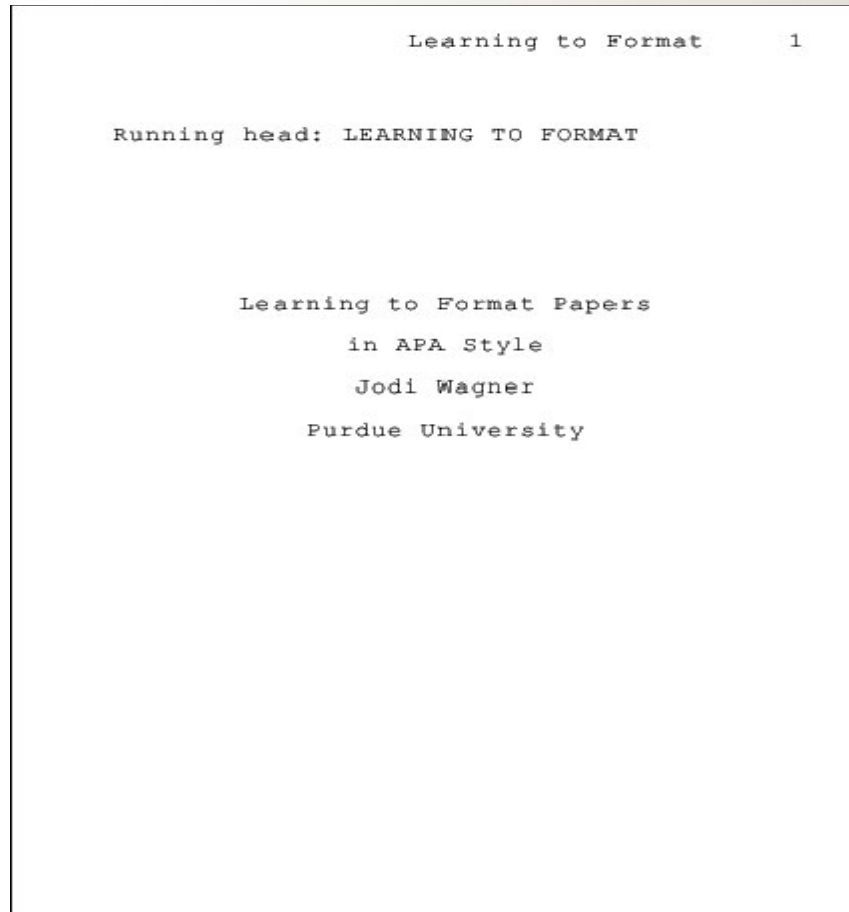 Learning to Format 1
Running head: LEARNING TO FORMAT
Learning to Format Papers
in APA Style
Jodi Wagner
Purdue University